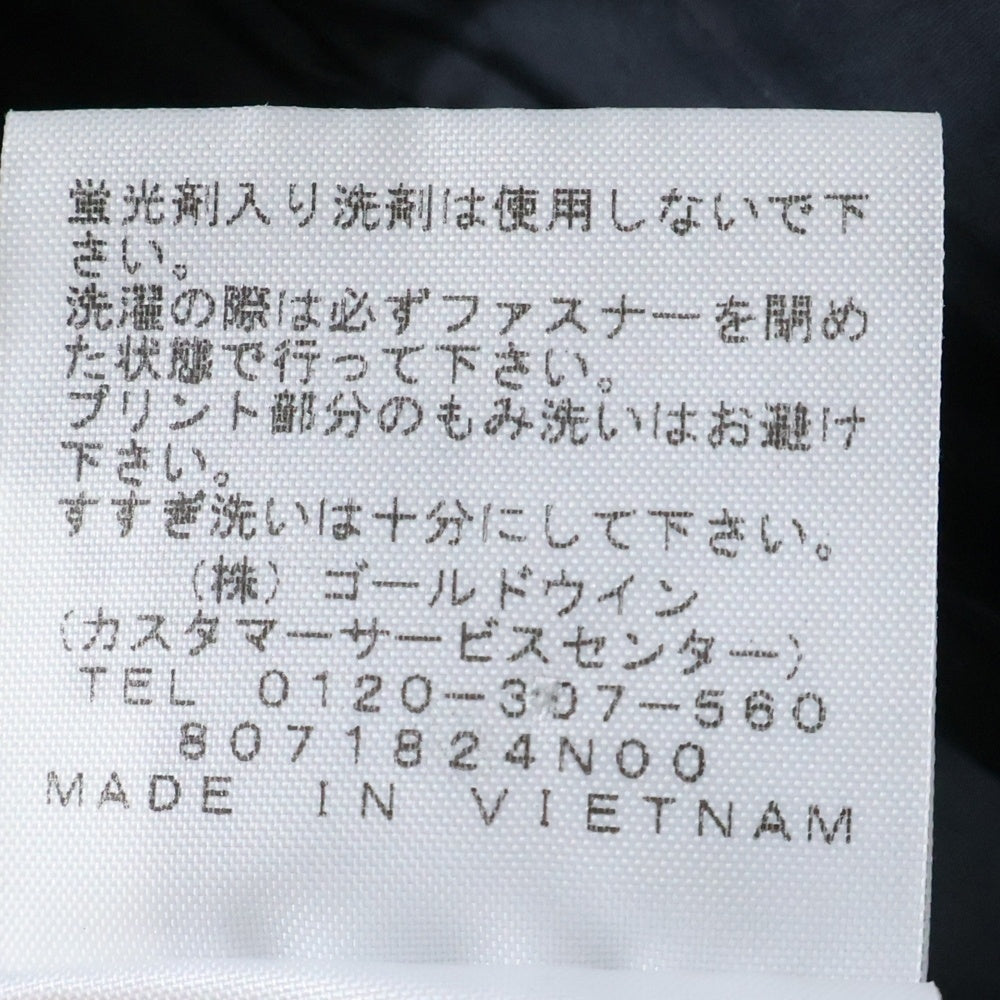 蛍光剤入り洗剤は使用しないで下
さい。
洗濯の際は必ずファスナーを閉め
た状態で行って下さい。
プリント部分のもみ洗いはお避け
下さい。
すすぎ洗いは十分にして下さい。
(株) ゴールドウイン
(カスタマーサービスセンター)
TEL 0120-307-560
8071824N00
MADE IN VIETNAM